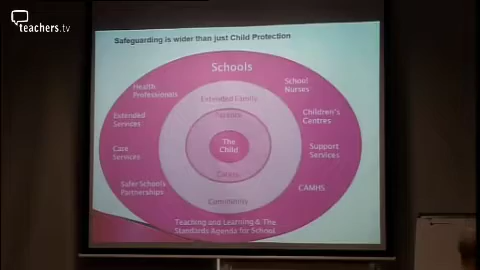 teachers.tv
Safeguarding is wider than just Child Protection
Schools
Health
Professionals
School
Nurses
Extended Family
Extended
Services
Children's
Centres
Parents
The
Child
Care
Services
Support
Services
Carers
Safer Schools
Partnerships
CAMHS
Community
Teaching and Learning & The
Standards Agenda for School